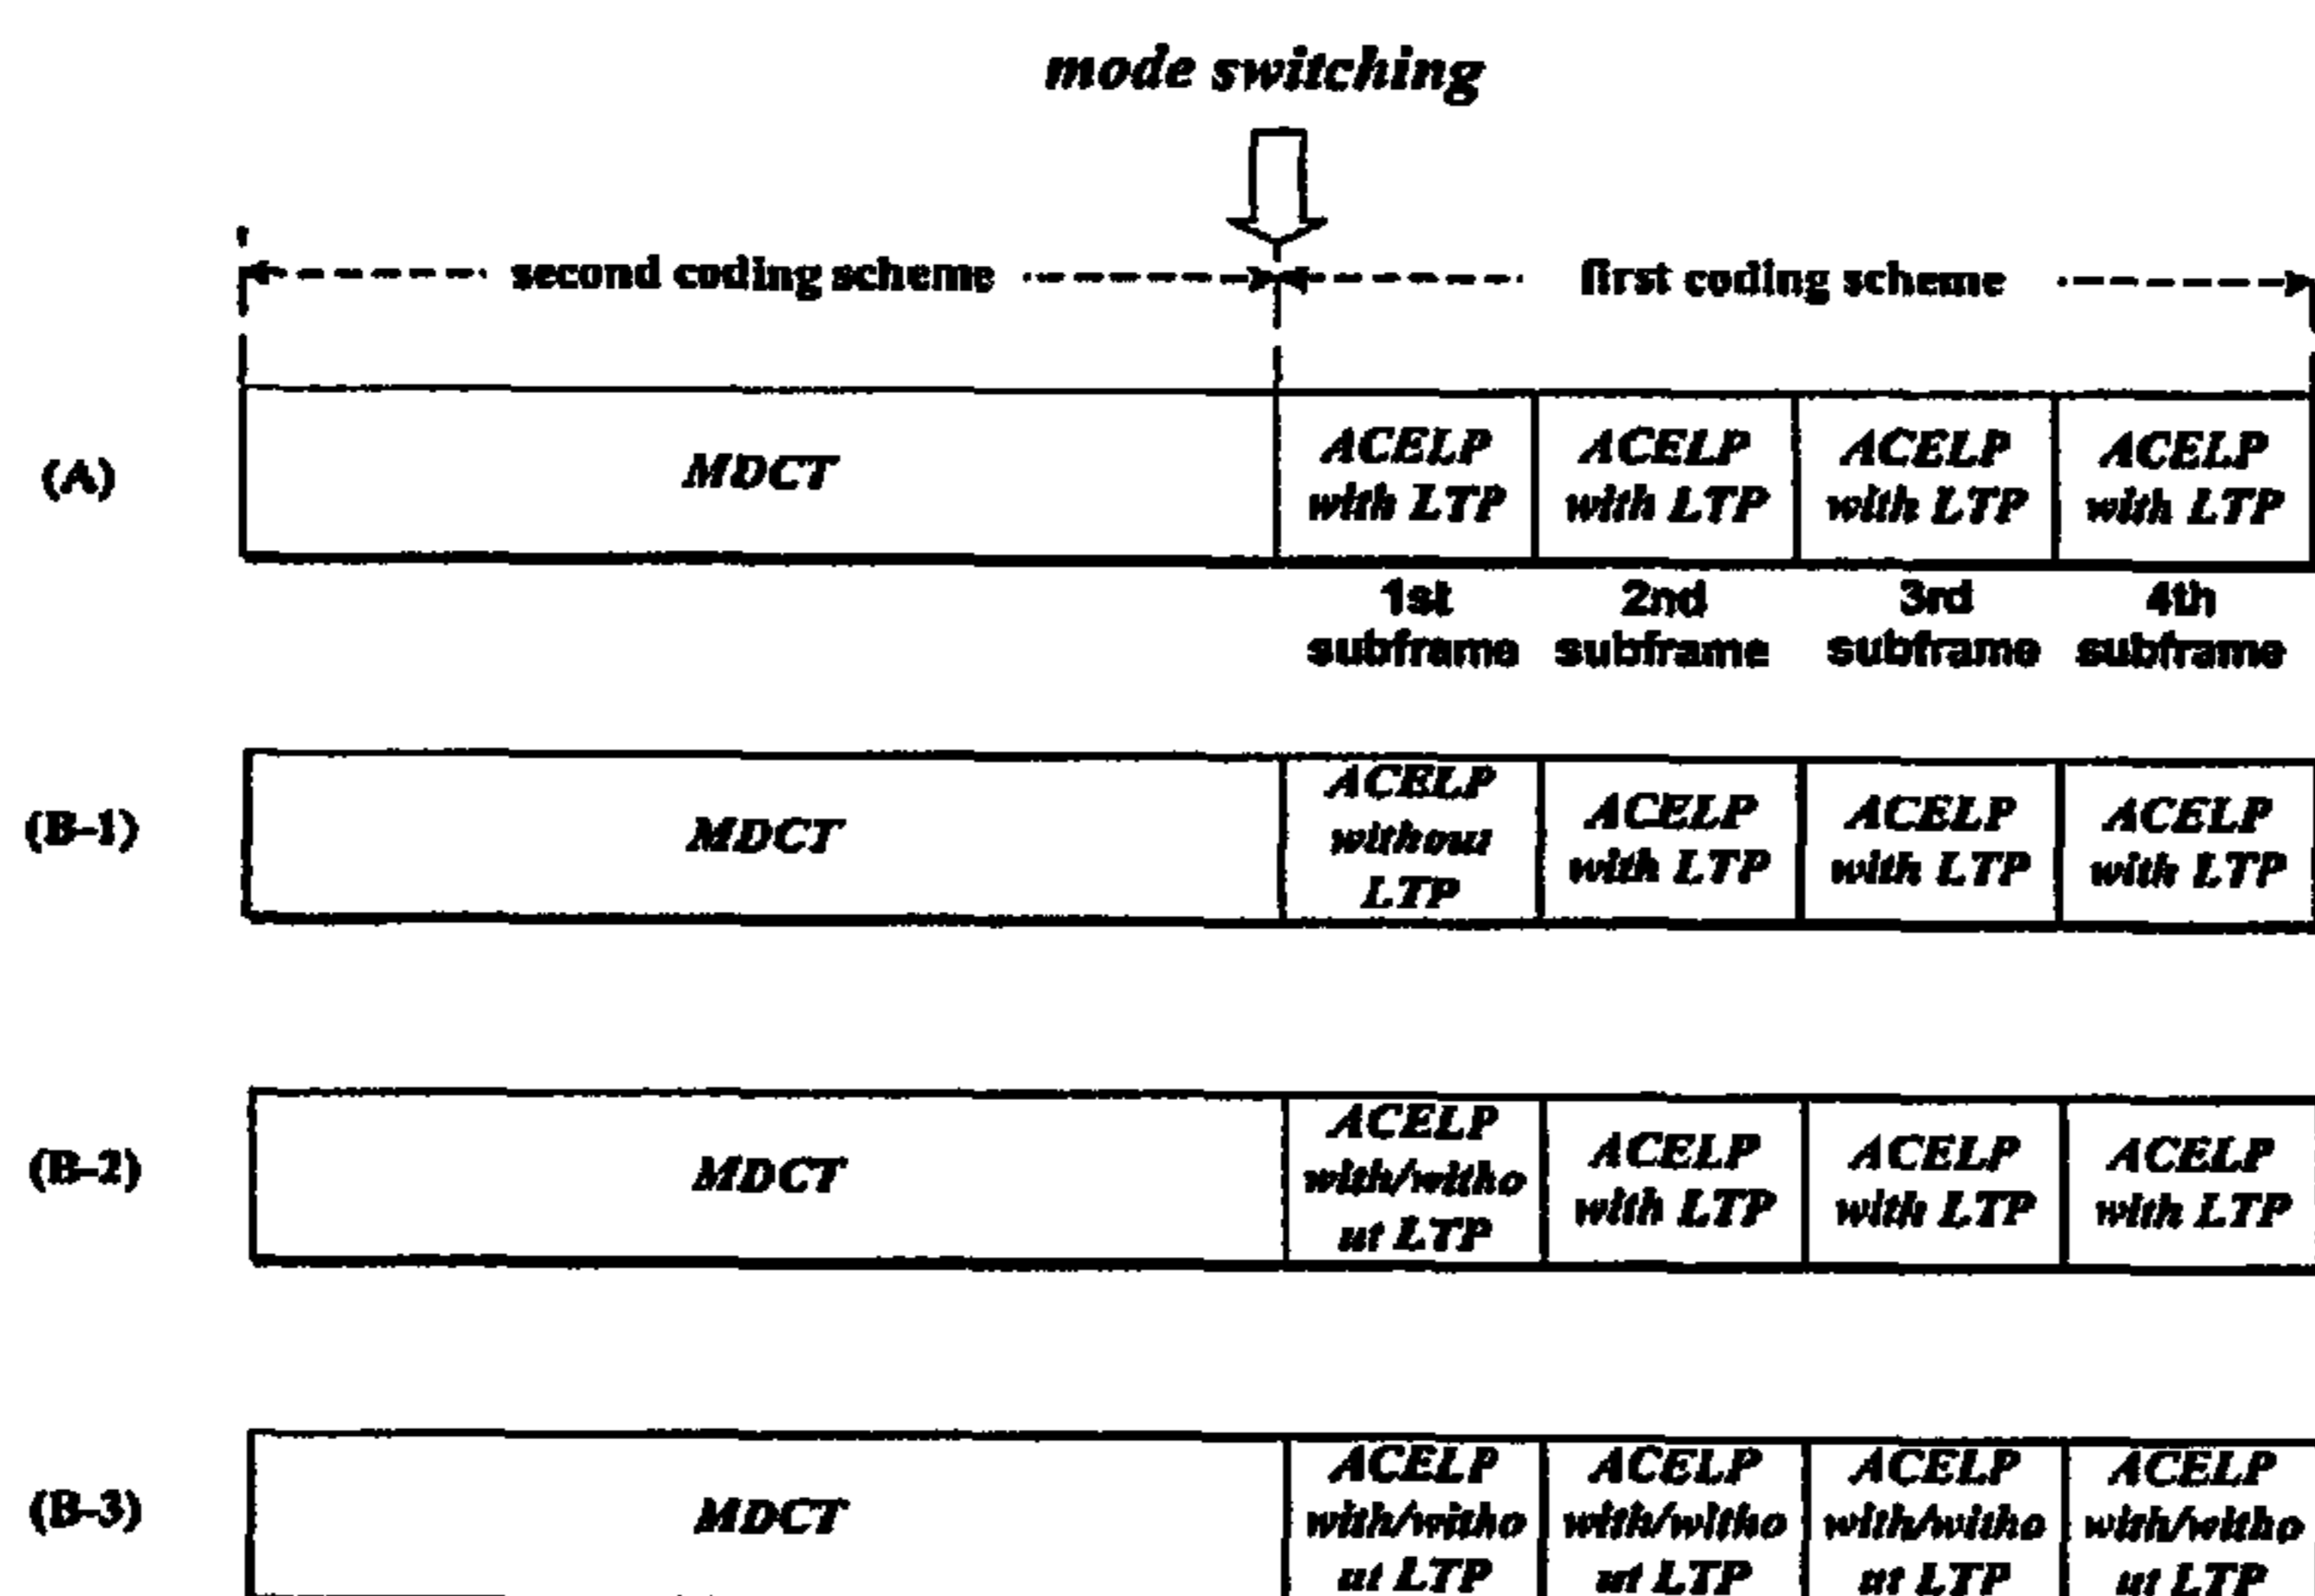 mode switching
second coding scheme
first coding scheme
(A)
MDCT
ACELP
with LTP
ACELP
with LTP
ACELP
with LTP
ACELP
with LTP
1st
subframe
2nd
subframe
3rd
subframe
4th
subframe
(B-1)
MDCT
ACELP
without
LTP
ACELP
with LTP
ACELP
with LTP
ACELP
with LTP
(B-2)
MDCT
ACELP
with/witho
ut LTP
ACELP
with LTP
ACELP
with LTP
ACELP
with LTP
(B-3)
MDCT
ACELP
with/witho
ut LTP
ACELP
with/witho
ut LTP
ACELP
with/witho
ut LTP
ACELP
with/witho
ut LTP